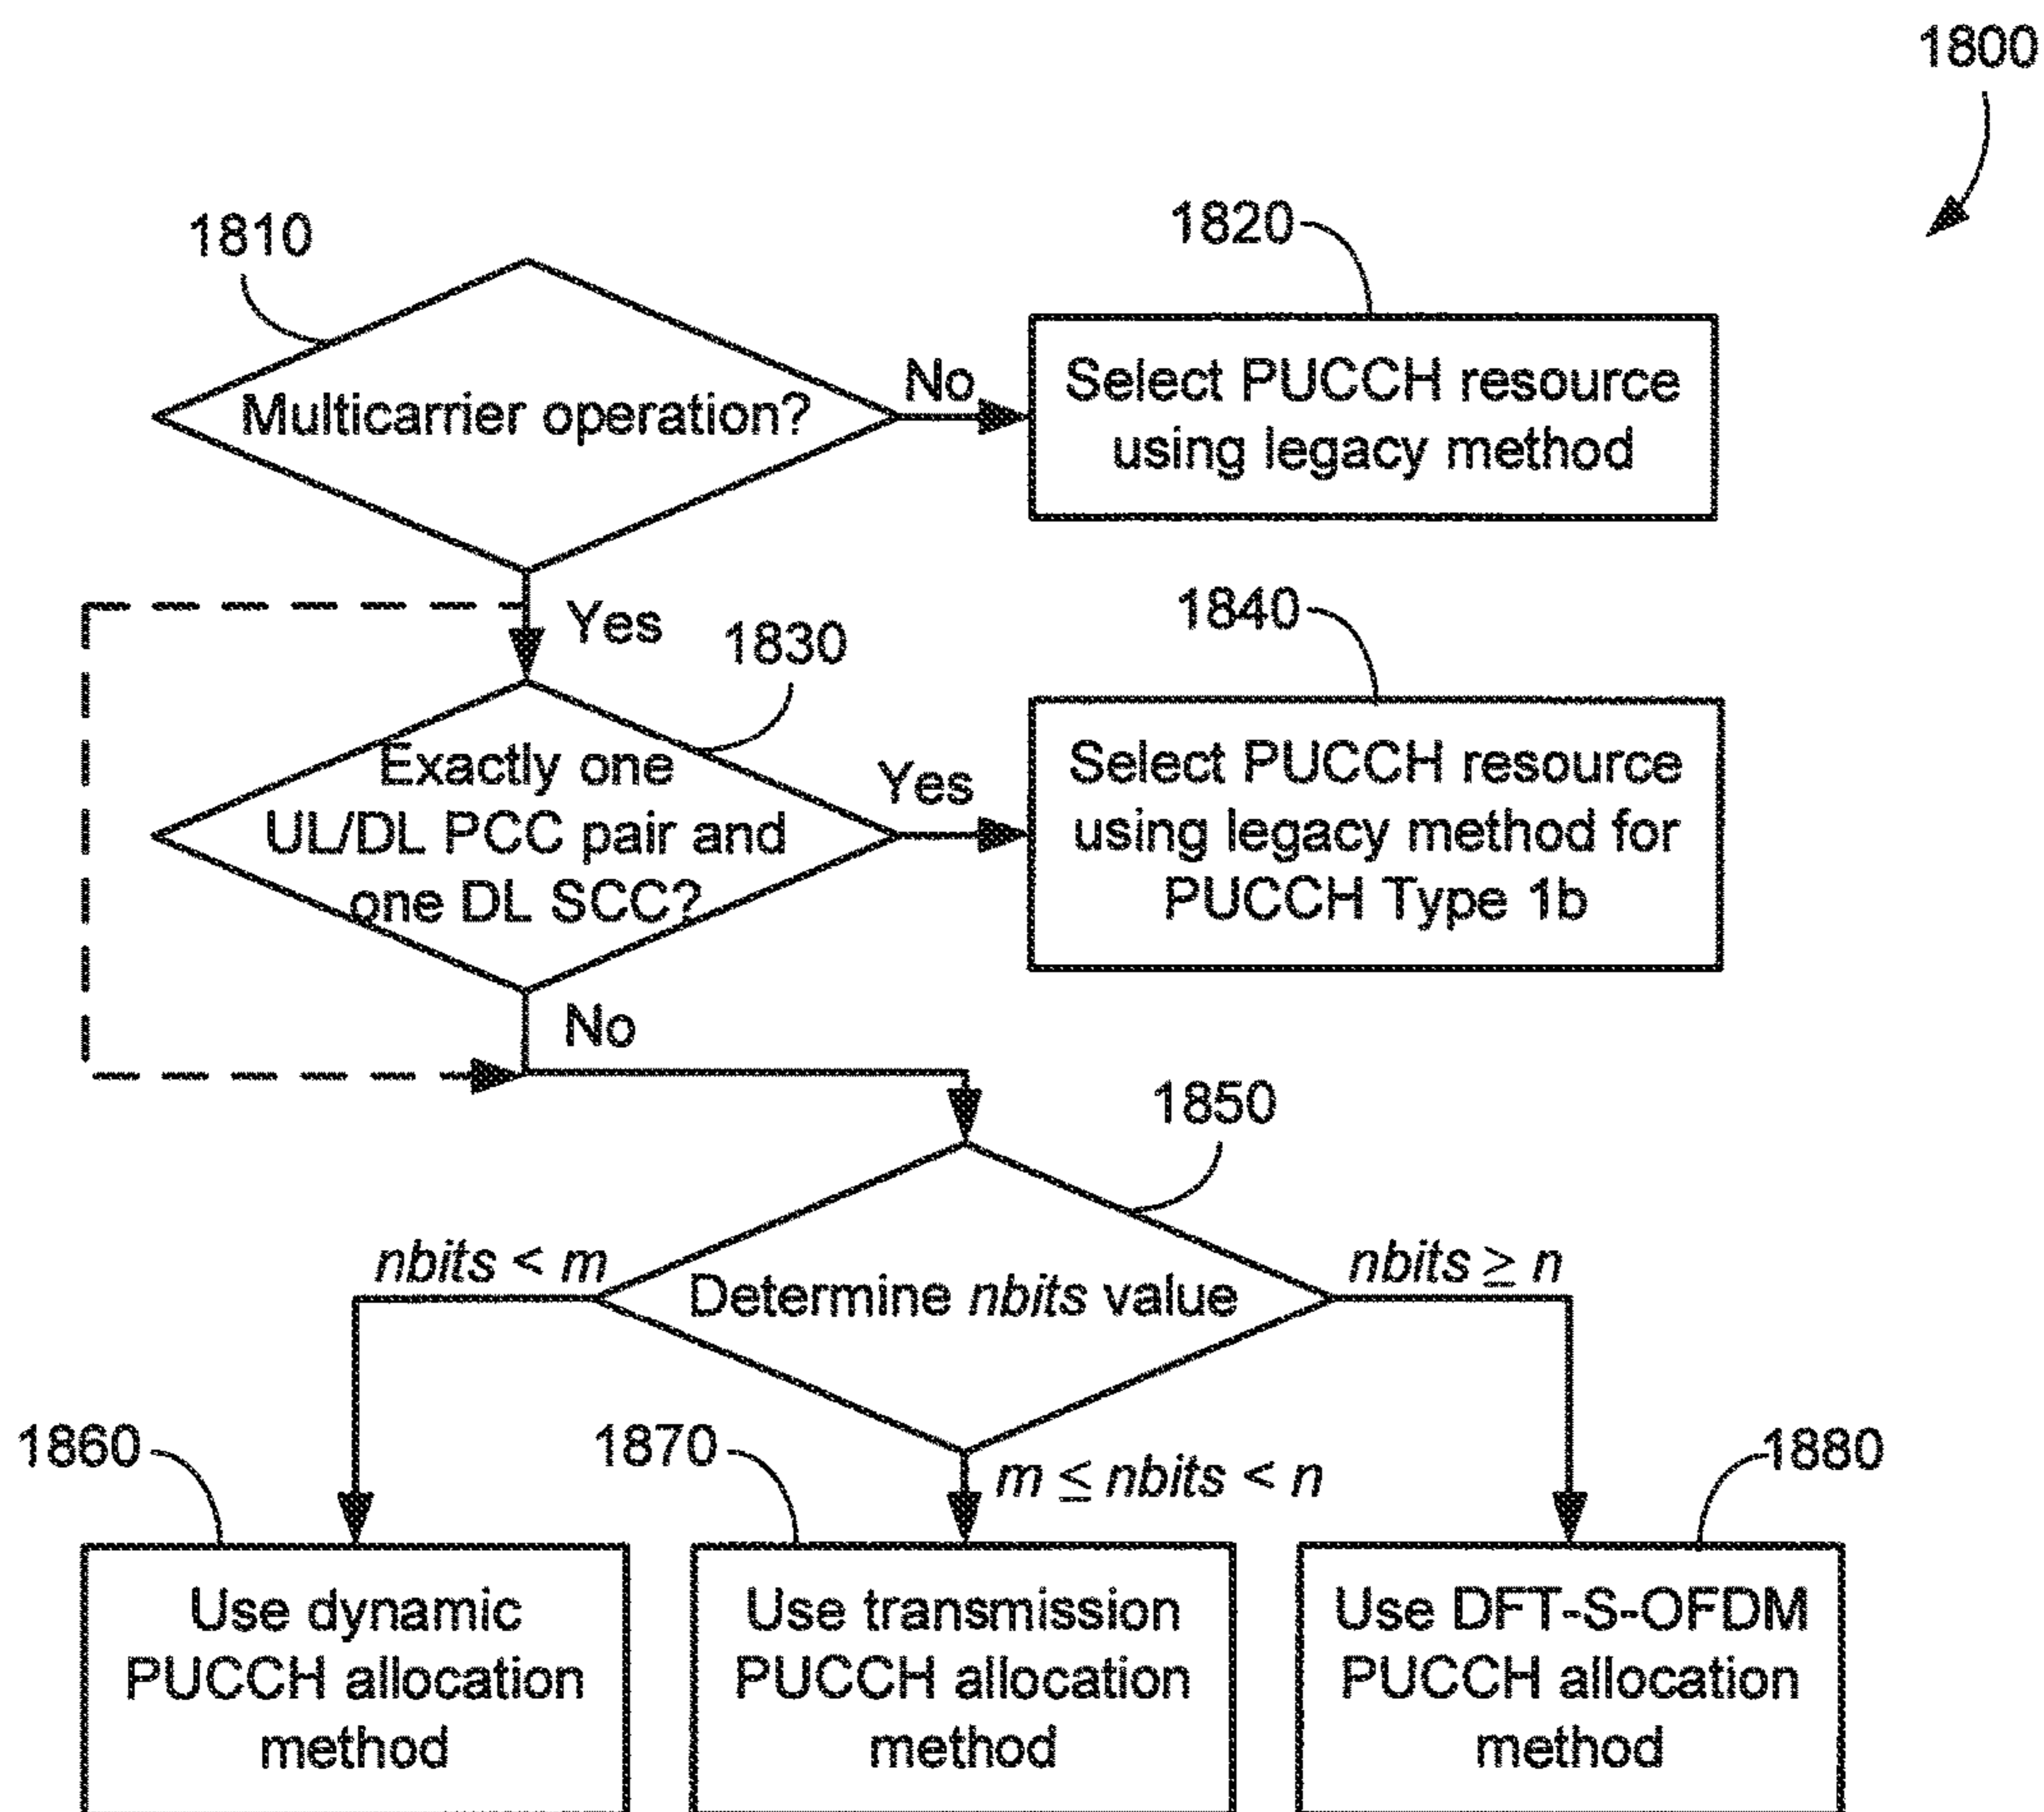 1800
1810
1820
Multicarrier operation?
No
Select PUCCH resource
using legacy method
Yes
1830
1840
Exactly one
UL/DL PCC pair and
one DL SCC?
Yes
Select PUCCH resource
using legacy method for
PUCCH Type 1b
No
1850
nbits < m
Determine nbits value
nbits ≥ n
1860
1870
m ≤ nbits < n
1880
Use dynamic
PUCCH allocation
method
Use transmission
PUCCH allocation
method
Use DFT-S-OFDM
PUCCH allocation
method